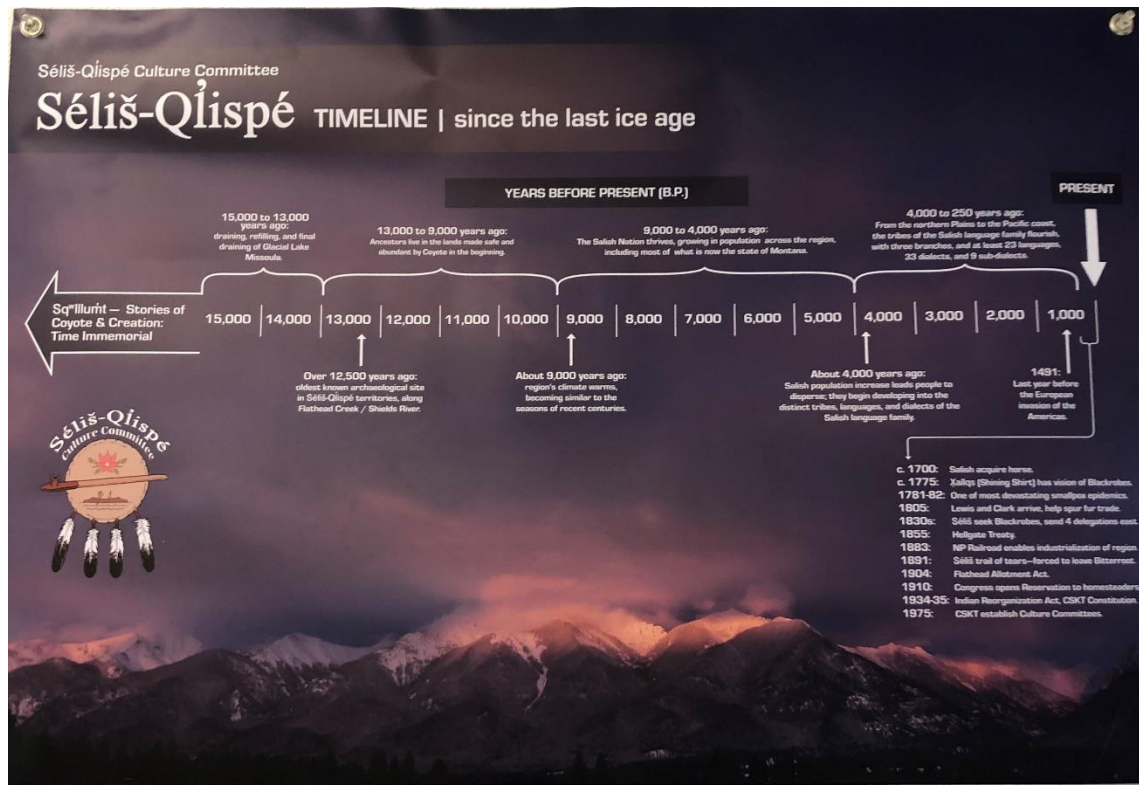 Séliš-Ql̓ispé Culture Committee
Séliš-Ql̓ispé TIMELINE | since the last ice age
YEARS BEFORE PRESENT (B.P.)
PRESENT
15,000 to 13,000
years ago:
draining, refilling, and final
draining of Glacial Lake
Missoula.
13,000 to 9,000 years ago:
Ancestors live in the lands made safe and
abundant by Coyote in the beginning.
9,000 to 4,000 years ago:
The Salish Nation thrives, growing in population across the region,
including most of what is now the state of Montana.
4,000 to 250 years ago:
From the northern Plains to the Pacific coast,
the tribes of the Salish language family flourish,
with three branches, and at least 23 languages,
33 dialects, and 9 sub-dialects.
Sqʷllum̓t — Stories of
Coyote & Creation:
Time Immemorial
15,000 14,000 13,000 12,000 11,000 10,000 9,000 8,000 7,000 6,000 5,000 4,000 3,000 2,000 1,000
Over 12,500 years ago:
oldest known archaeological site
in Séliš-Ql̓ispé territories, along
Flathead Creek / Shields River.
About 9,000 years ago:
region's climate warms,
becoming similar to the
seasons of recent centuries.
About 4,000 years ago:
Salish population increase leads people to
disperse; they begin developing into the
distinct tribes, languages, and dialects of the
Salish language family.
1491:
Last year before
the European
invasion of the
Americas.
Séliš-Ql̓ispé
Culture Committee
c. 1700: Salish acquire horse.
c. 1775: X̣allqs (Shining Shirt) has vision of Blackrobes.
1781-82: One of most devastating smallpox epidemics.
1805: Lewis and Clark arrive, help spur fur trade.
1830s: Séliš seek Blackrobes, send 4 delegations east.
1855: Hellgate Treaty.
1883: NP Railroad enables industrialization of region.
1891: Séliš trail of tears—forced to leave Bitterroot.
1904: Flathead Allotment Act.
1910: Congress opens Reservation to homesteaders
1934-35: Indian Reorganization Act, CSKT Constitution.
1975: CSKT establish Culture Committees.